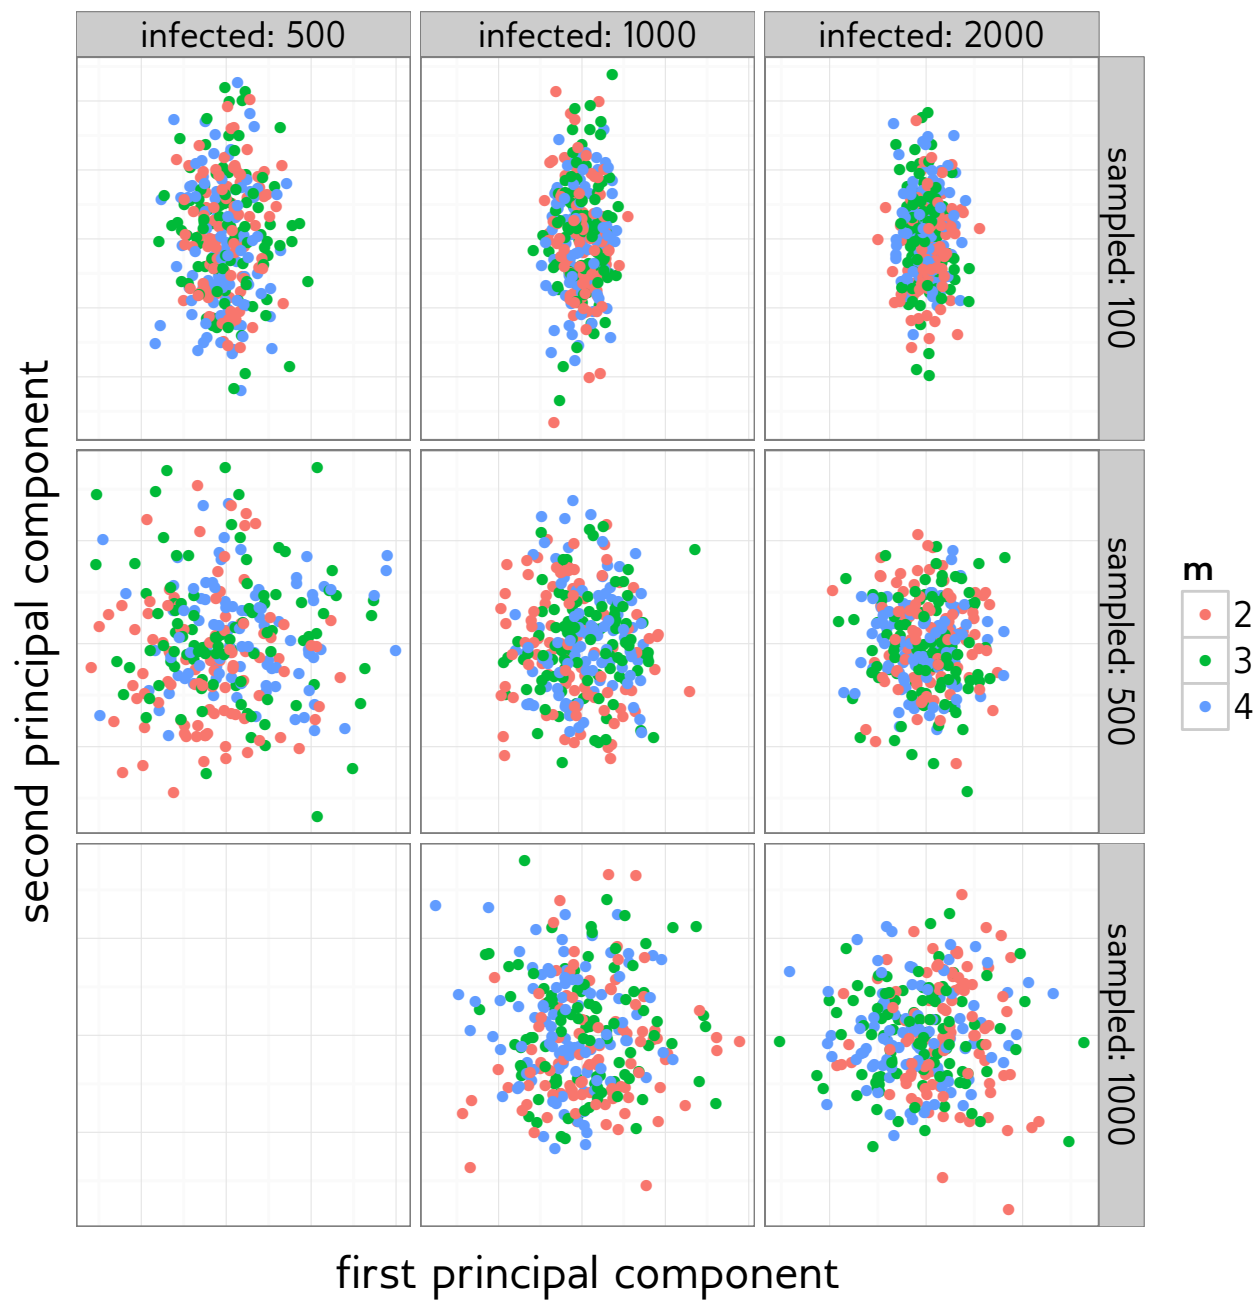 infected: 500
infected: 1000
infected: 2000
sampled: 100
sampled: 500
sampled: 1000
second principal component
first principal component
m
2
3
4